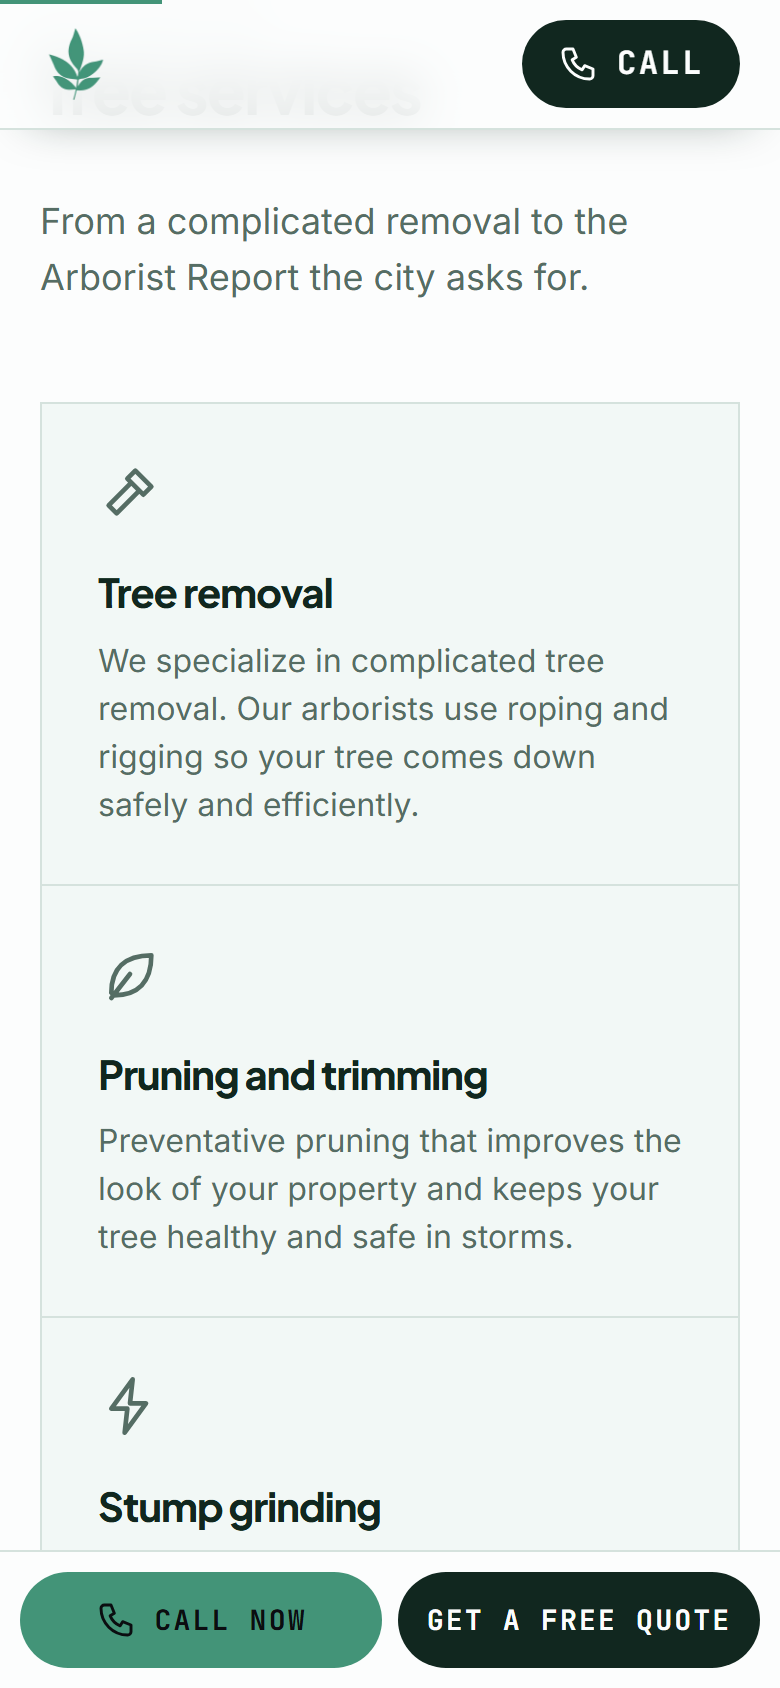 Tree services
CALL
From a complicated removal to the
Arborist Report the city asks for.
Tree removal
We specialize in complicated tree
removal. Our arborists use roping and
rigging so your tree comes down
safely and efficiently.
Pruning and trimming
Preventative pruning that improves the
look of your property and keeps your
tree healthy and safe in storms.
Stump grinding
CALL NOW
GET A FREE QUOTE